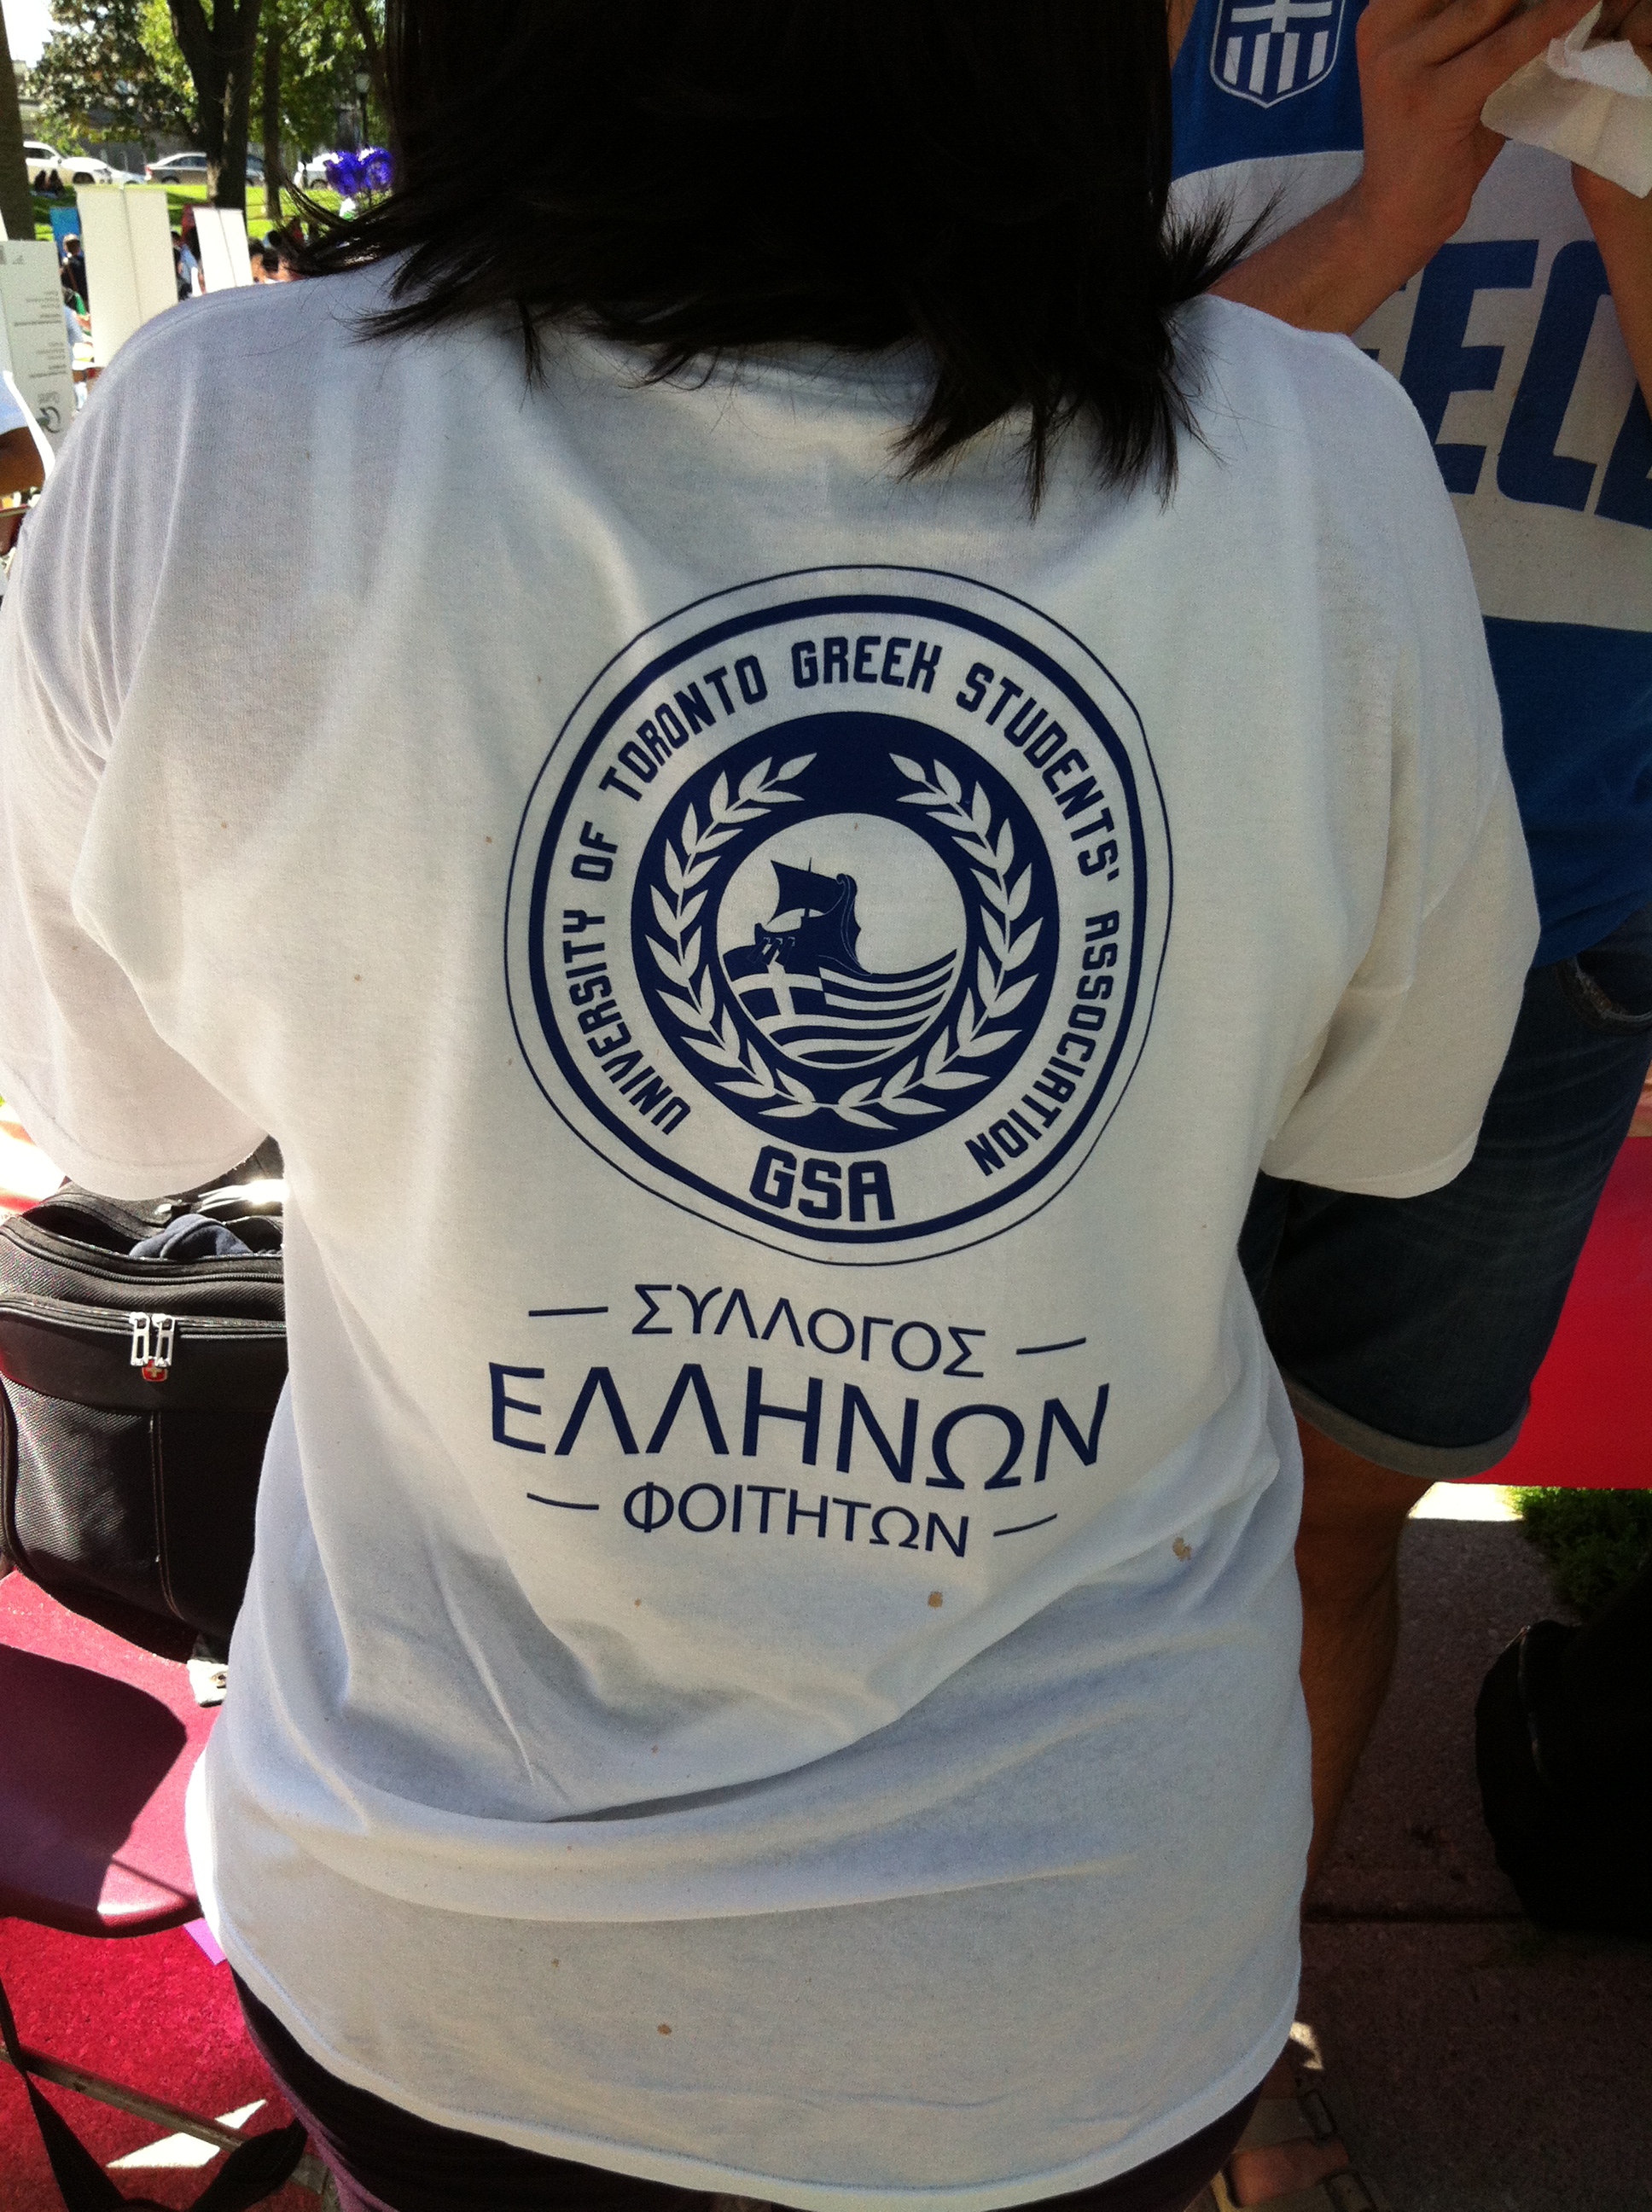 UNIVERSITY OF TORONTO GREEK STUDENTS' ASSOCIATION
GSA
— ΣΥΛΛΟΓΟΣ —
ΕΛΛΗΝΩΝ
— ΦΟΙΤΗΤΩΝ —